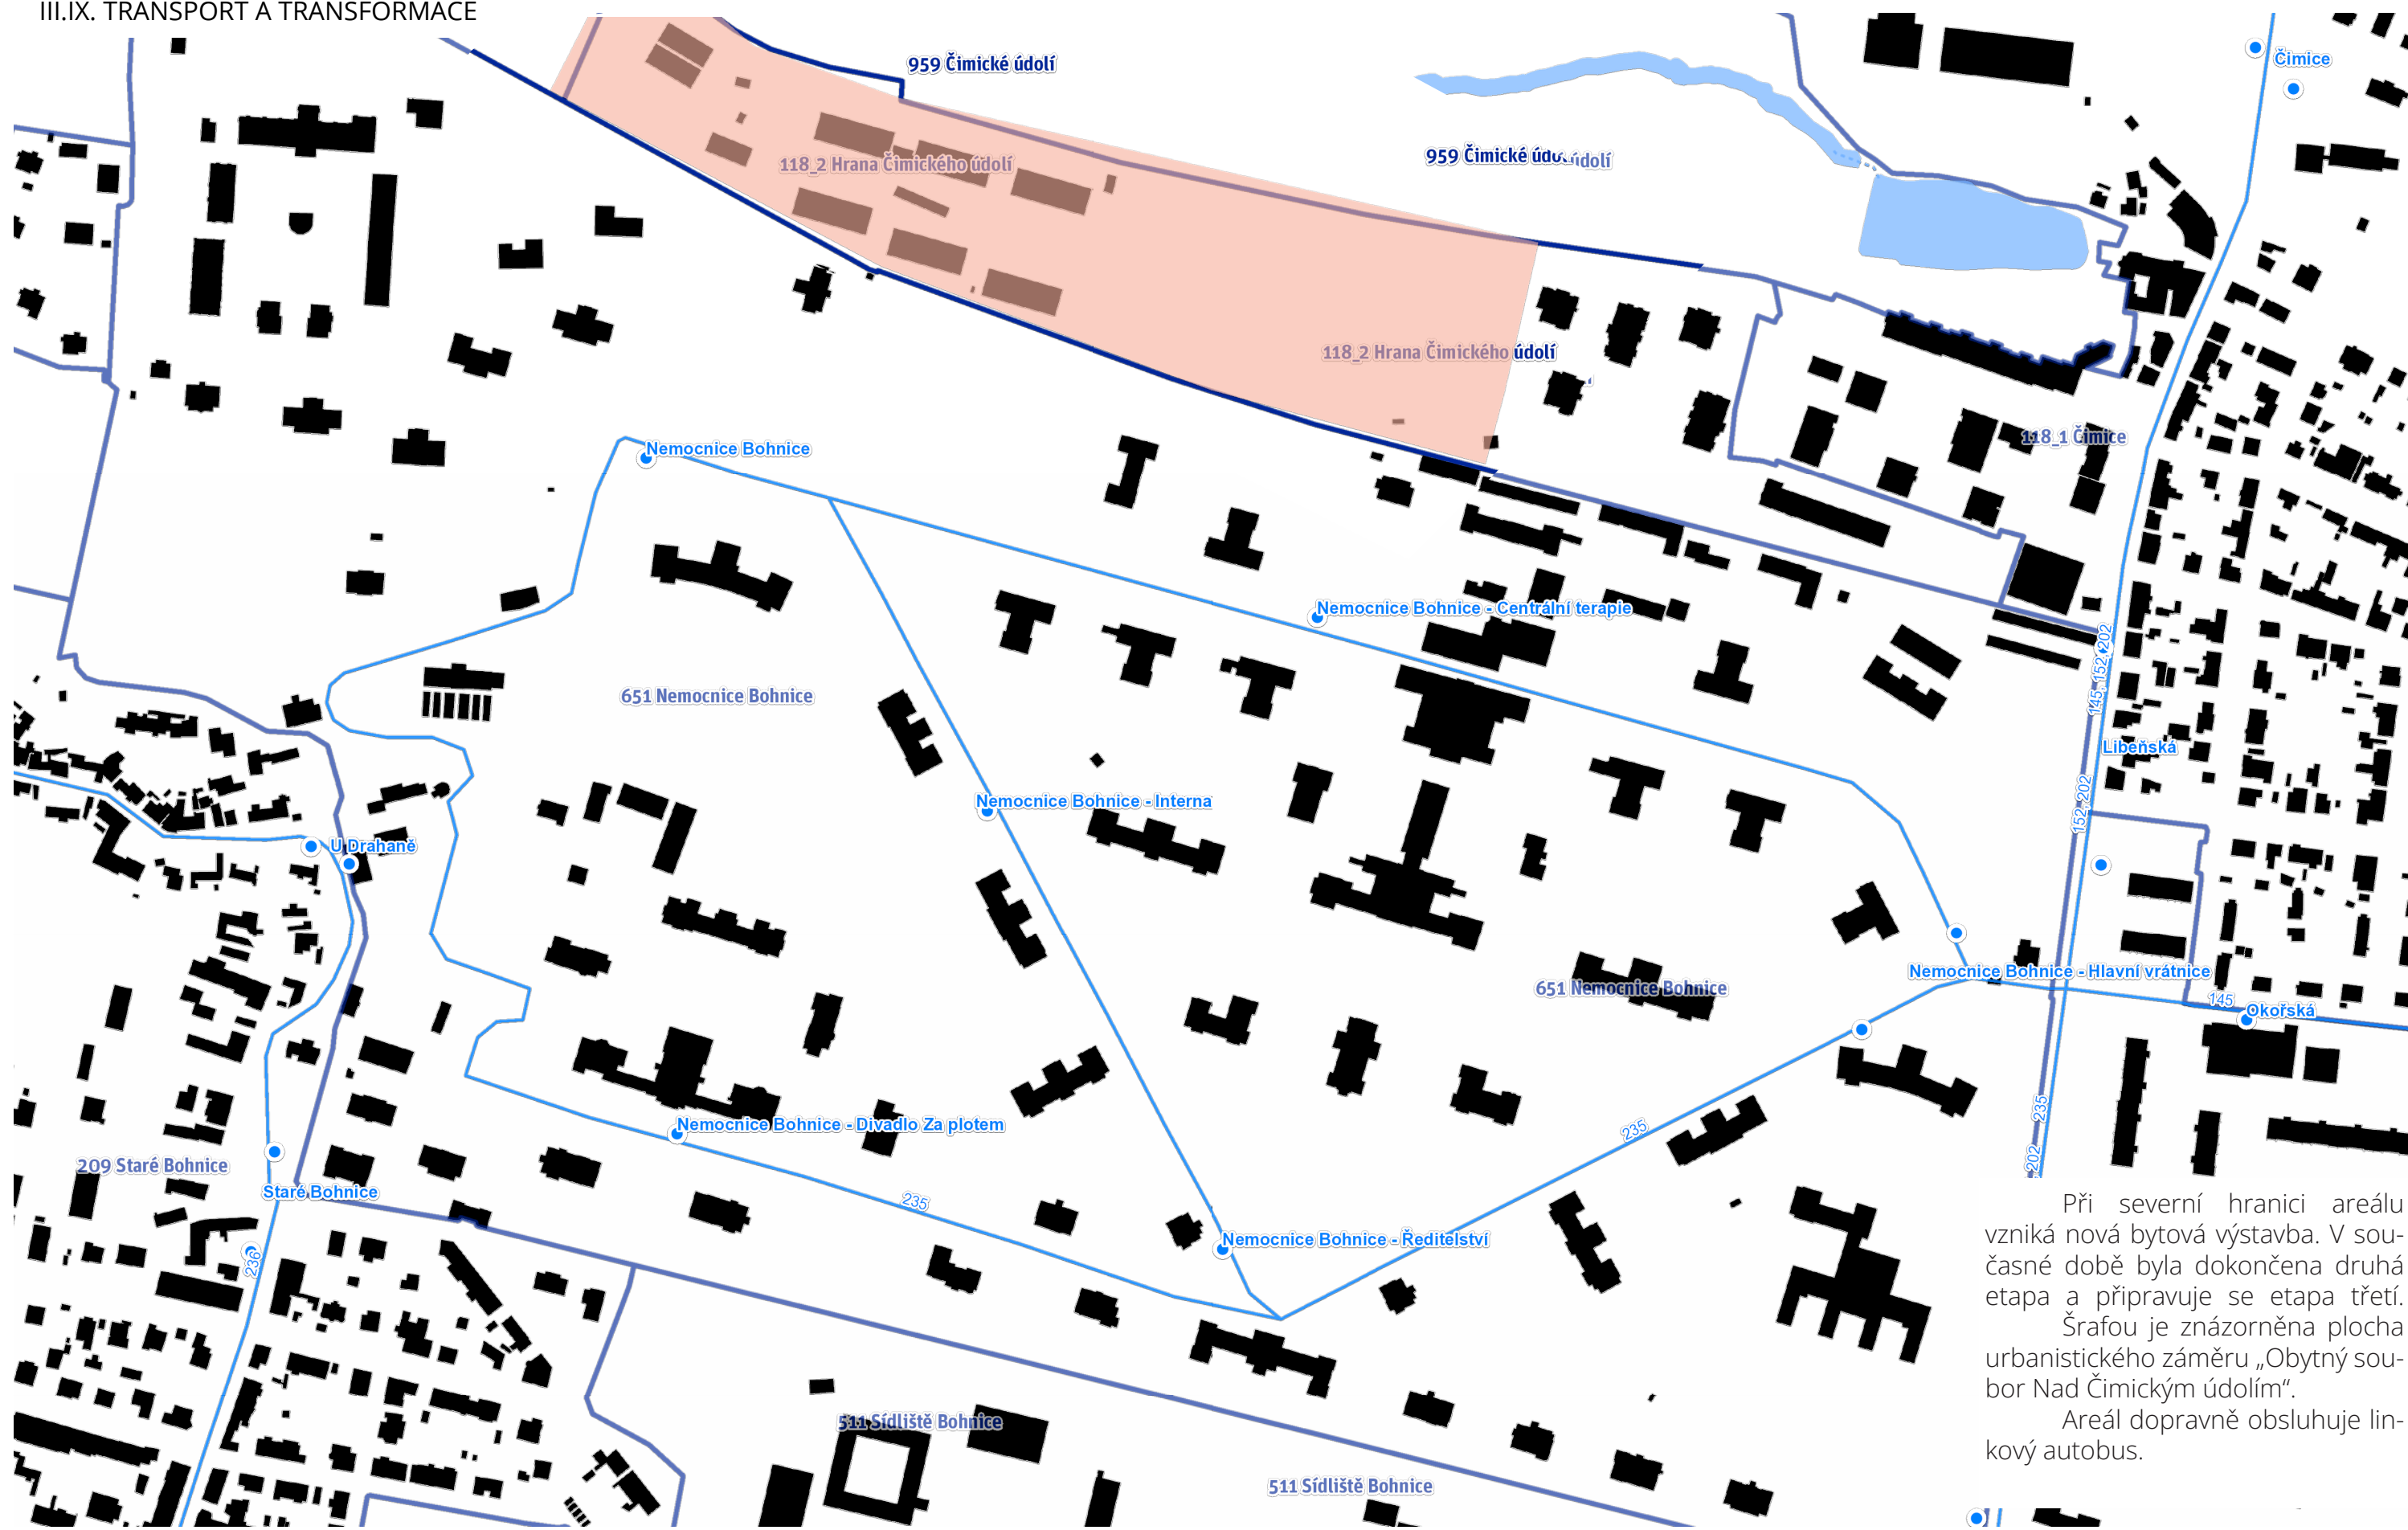 III.IX. TRANSPORT A TRANSFORMACE
959 Čimické údolí
Čimice
118_2 Hrana Čimického údolí
959 Čimické údolí
údolí
118_2 Hrana Čimického údolí
118_1 Čimice
Nemocnice Bohnice
Nemocnice Bohnice - Centrální terapie
145, 152, 202
651 Nemocnice Bohnice
Libeňská
152, 202
Nemocnice Bohnice - Interna
U Drahaně
Nemocnice Bohnice - Hlavní vrátnice
651 Nemocnice Bohnice
145
Okořská
235
202
235
Nemocnice Bohnice - Divadlo Za plotem
209 Staré Bohnice
Staré Bohnice
235
Nemocnice Bohnice - Ředitelství
236
511 Sídliště Bohnice
511 Sídliště Bohnice
Při severní hranici areálu
vzniká nová bytová výstavba. V sou-
časné době byla dokončena druhá
etapa a připravuje se etapa třetí.
Šrafou je znázorněna plocha
urbanistického záměru „Obytný sou-
bor Nad Čimickým údolím“.
Areál dopravně obsluhuje lin-
kový autobus.